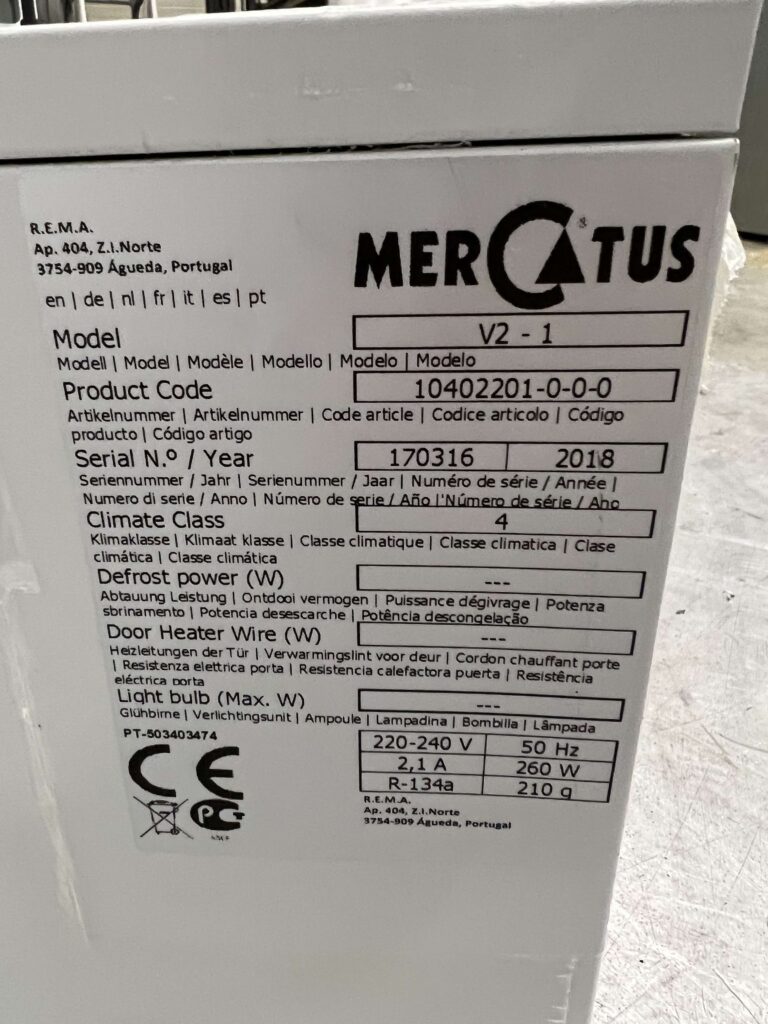 R.E.M.A.
Ap. 404, Z.I.Norte
3754-909 Águeda, Portugal
MERCATUS
en | de | nl | fr | it | es | pt
Model
V2 - 1
Modell | Model | Modèle | Modello | Modelo | Modelo
Product Code
10402201-0-0-0
Artikelnummer | Artikelnummer | Code article | Codice articolo | Código
producto | Código artigo
Serial N.º / Year
170316
2018
Seriennummer / Jahr | Serienummer / Jaar | Numéro de série / Année |
Numero di serie / Anno | Número de serie / Año | Número de série / Ano
Climate Class
4
Klimaklasse | Klimaat klasse | Classe climatique | Classe climatica | Clase
climática | Classe climática
Defrost power (W)
---
Abtauung Leistung | Ontdooi vermogen | Puissance dégivrage | Potenza
sbrinamento | Potencia desescarche | Potência descongelação
Door Heater Wire (W)
---
Heizleitungen der Tür | Verwarmingslint voor deur | Cordon chauffant porte
| Resistenza elettrica porta | Resistencia calefactora puerta | Resistência
eléctrica porta
Light bulb (Max. W)
---
Glühbirne | Verlichtingsunit | Ampoule | Lampadina | Bombilla | Lâmpada
PT-503403474
CE
220-240 V
50 Hz
2,1 A
260 W
R-134a
210 g
R.E.M.A.
Ap. 404, Z.I.Norte
3754-909 Águeda, Portugal